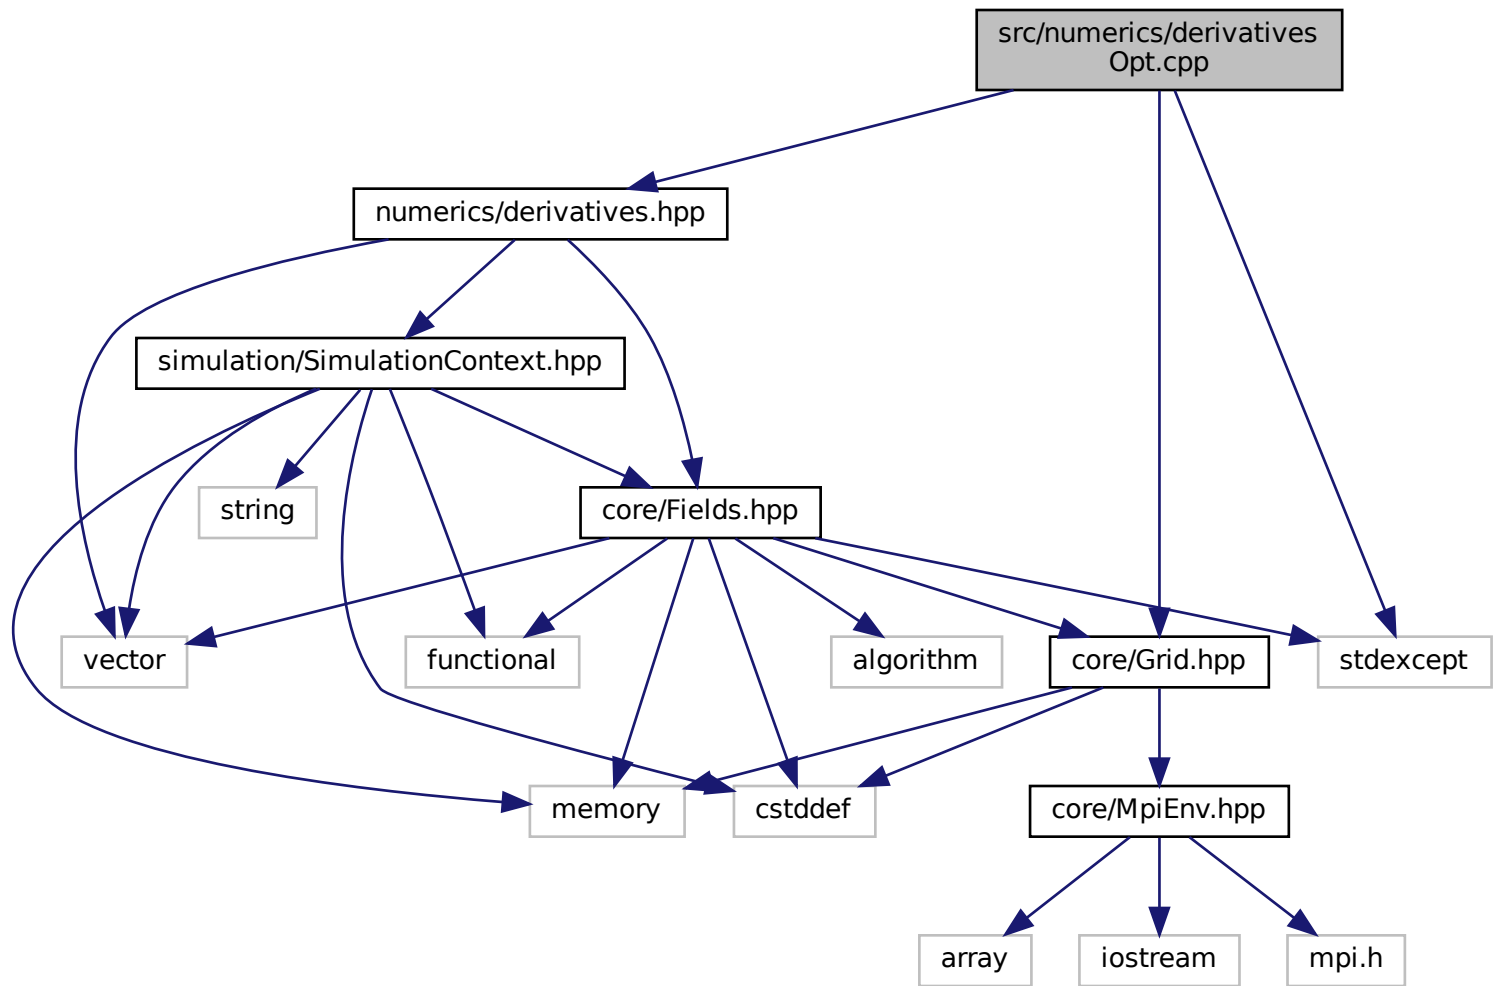 src/numerics/derivatives
Opt.cpp
numerics/derivatives.hpp
simulation/SimulationContext.hpp
string
core/Fields.hpp
vector
functional
algorithm
core/Grid.hpp
stdexcept
memory
cstddef
core/MpiEnv.hpp
array
iostream
mpi.h